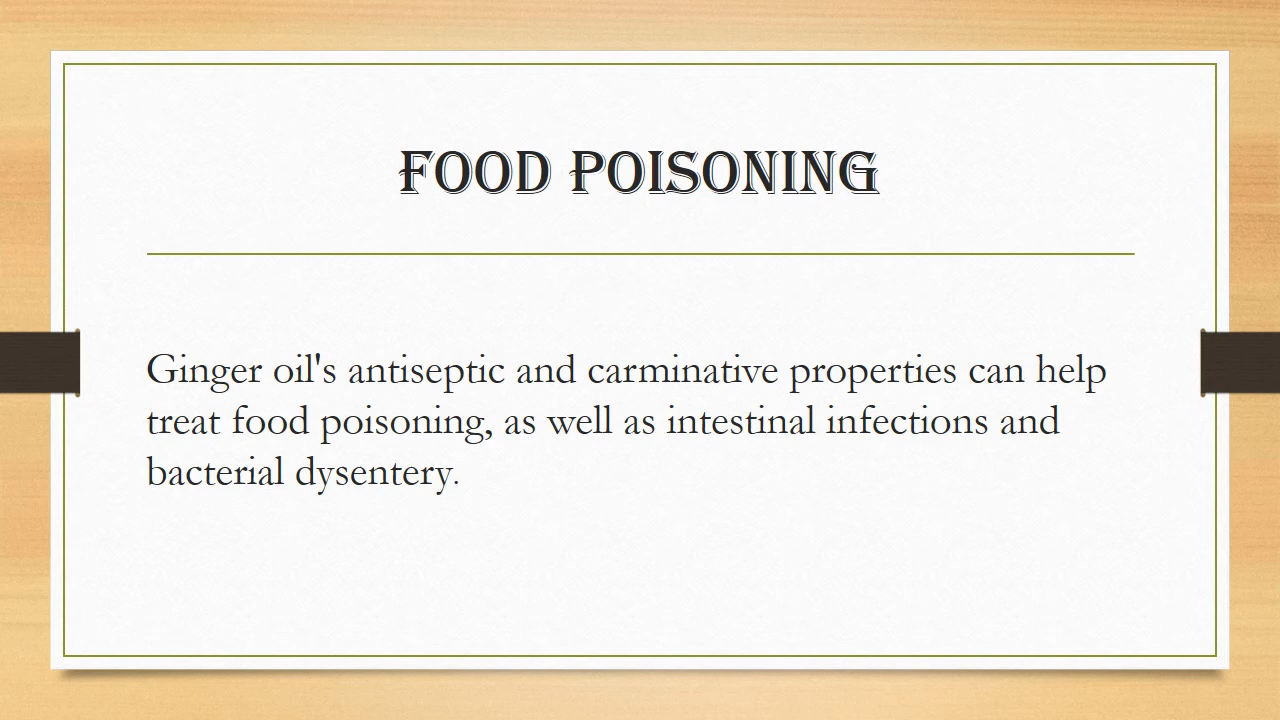 FOOD POISONING
Ginger oil's antiseptic and carminative properties can help
treat food poisoning, as well as intestinal infections and
bacterial dysentery.